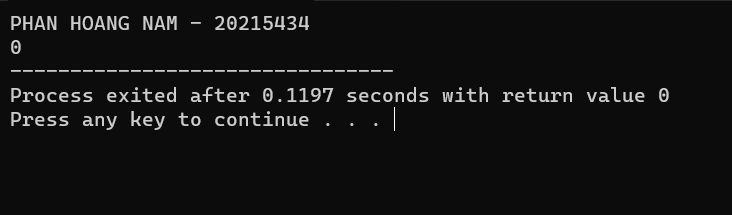 PHAN HOANG NAM - 20215434
0
--------------------------------
Process exited after 0.1197 seconds with return value 0
Press any key to continue . . .